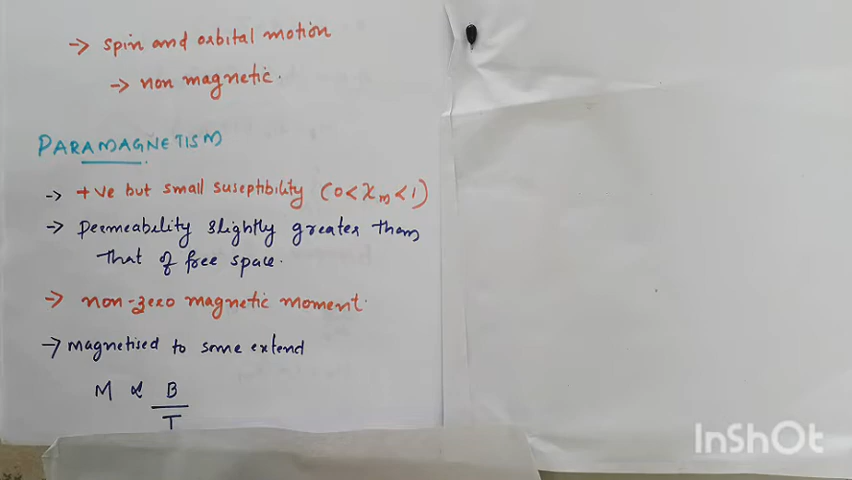 -> spin and orbital motion
-> non magnetic.
PARAMAGNETISM
-> +ve but small suseptibility (0 < χm < 1)
-> permeability slightly greater than
that of free space.
-> non-zero magnetic moment.
-> magnetised to some extend
M ∝ B/T
InShOt